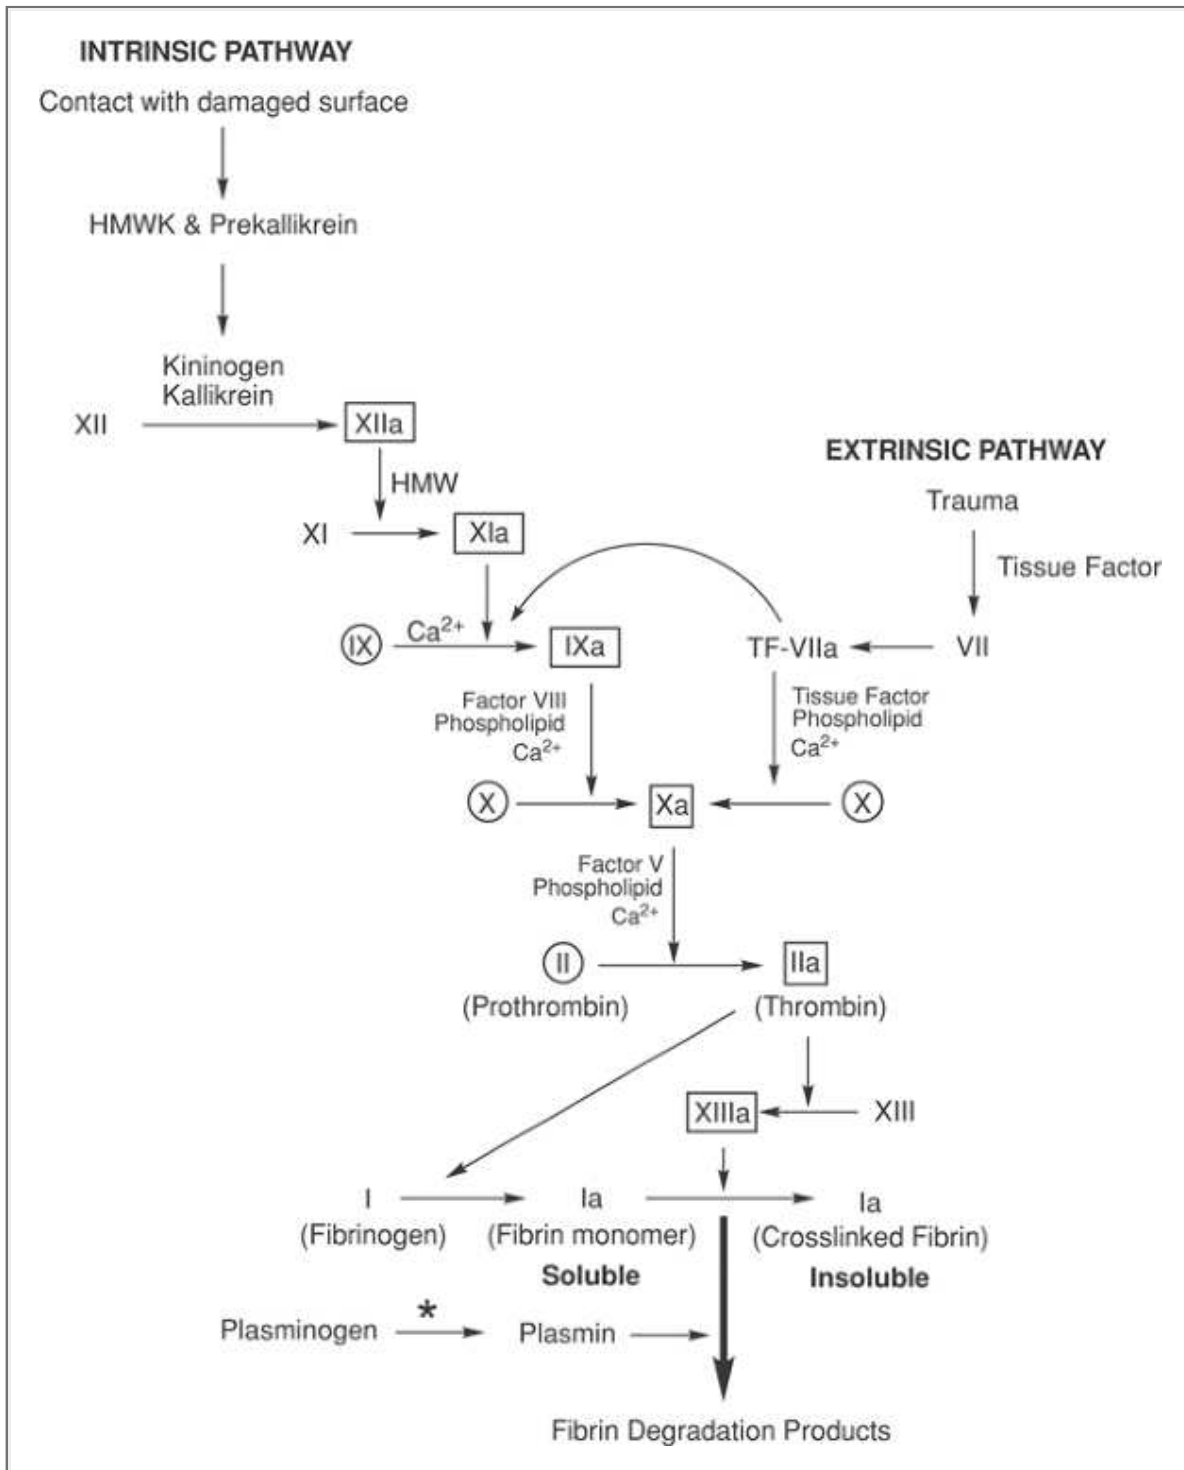 INTRINSIC PATHWAY
Contact with damaged surface
HMWK & Prekallikrein
Kininogen
Kallikrein
XII
XIIa
HMW
EXTRINSIC PATHWAY
Trauma
XI
XIa
Tissue Factor
IX
Ca²⁺
IXa
TF-VIIa
VII
Factor VIII
Phospholipid
Ca²⁺
Tissue Factor
Phospholipid
Ca²⁺
X
Xa
X
Factor V
Phospholipid
Ca²⁺
II
IIa
(Prothrombin)
(Thrombin)
XIIIa
XIII
I
(Fibrinogen)
Ia
(Fibrin monomer)
Soluble
Ia
(Crosslinked Fibrin)
Insoluble
Plasminogen
*
Plasmin
Fibrin Degradation Products